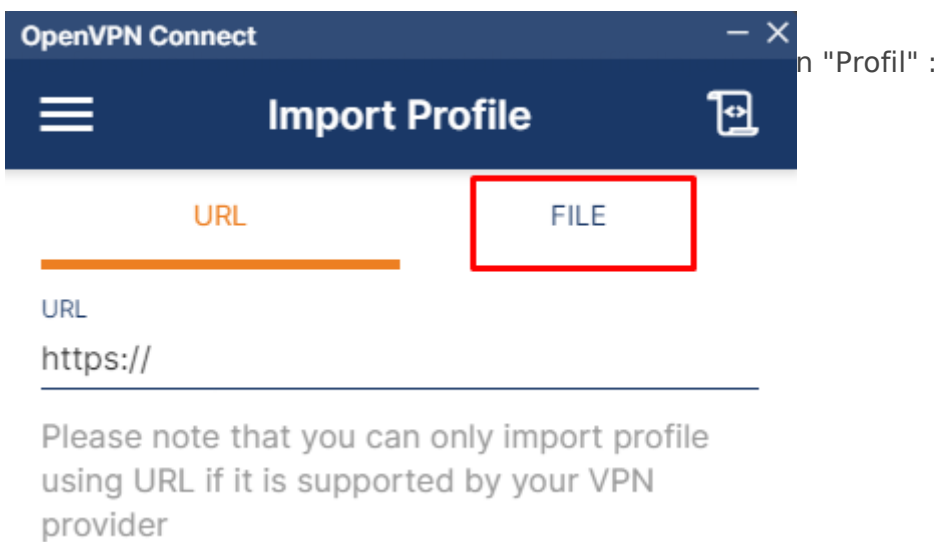 OpenVPN Connect
n "Profil" :
Import Profile
URL FILE
URL
https://
Please note that you can only import profile
using URL if it is supported by your VPN
provider